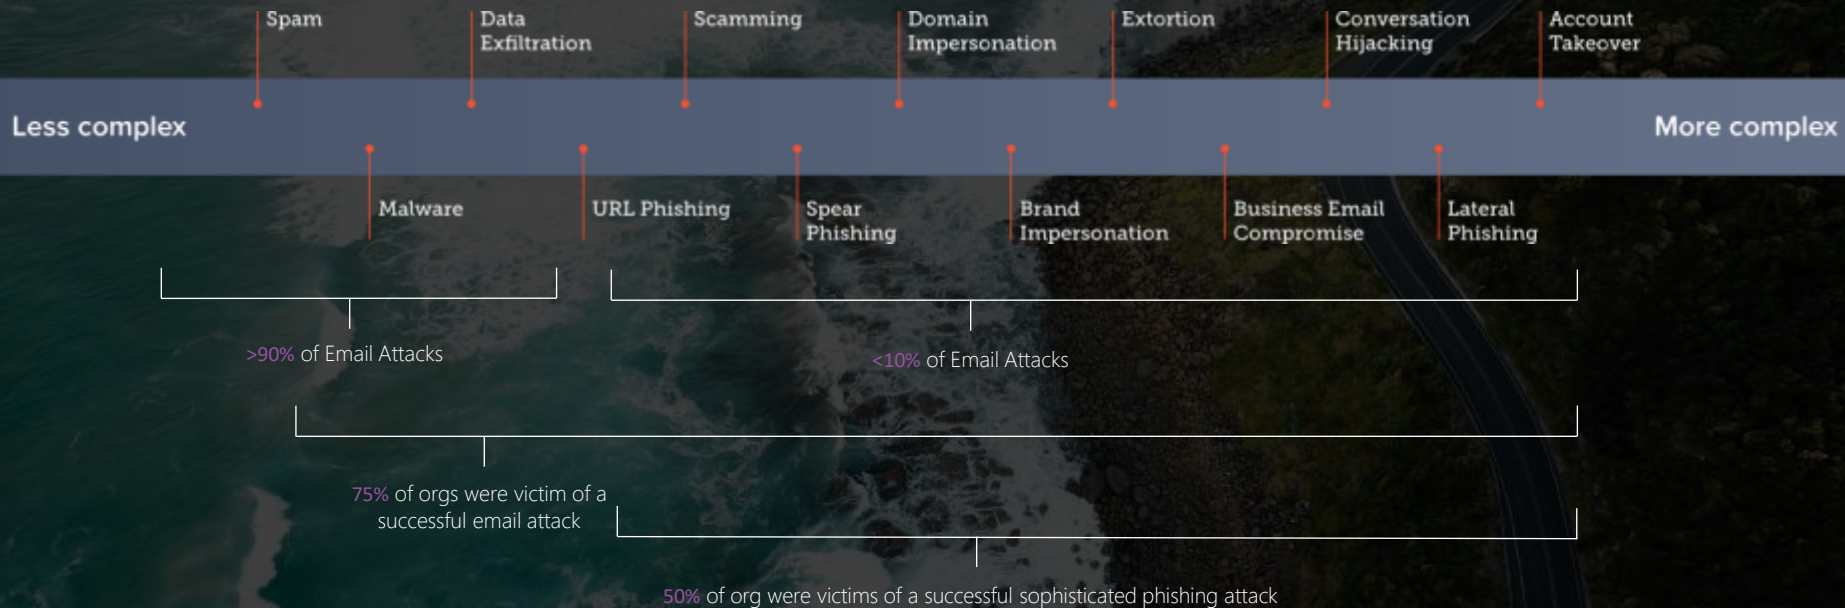 Spam
Data
Exfiltration
Scamming
Domain
Impersonation
Extortion
Conversation
Hijacking
Account
Takeover
Less complex
More complex
Malware
URL Phishing
Spear
Phishing
Brand
Impersonation
Business Email
Compromise
Lateral
Phishing
>90% of Email Attacks
<10% of Email Attacks
75% of orgs were victim of a
successful email attack
50% of org were victims of a successful sophisticated phishing attack